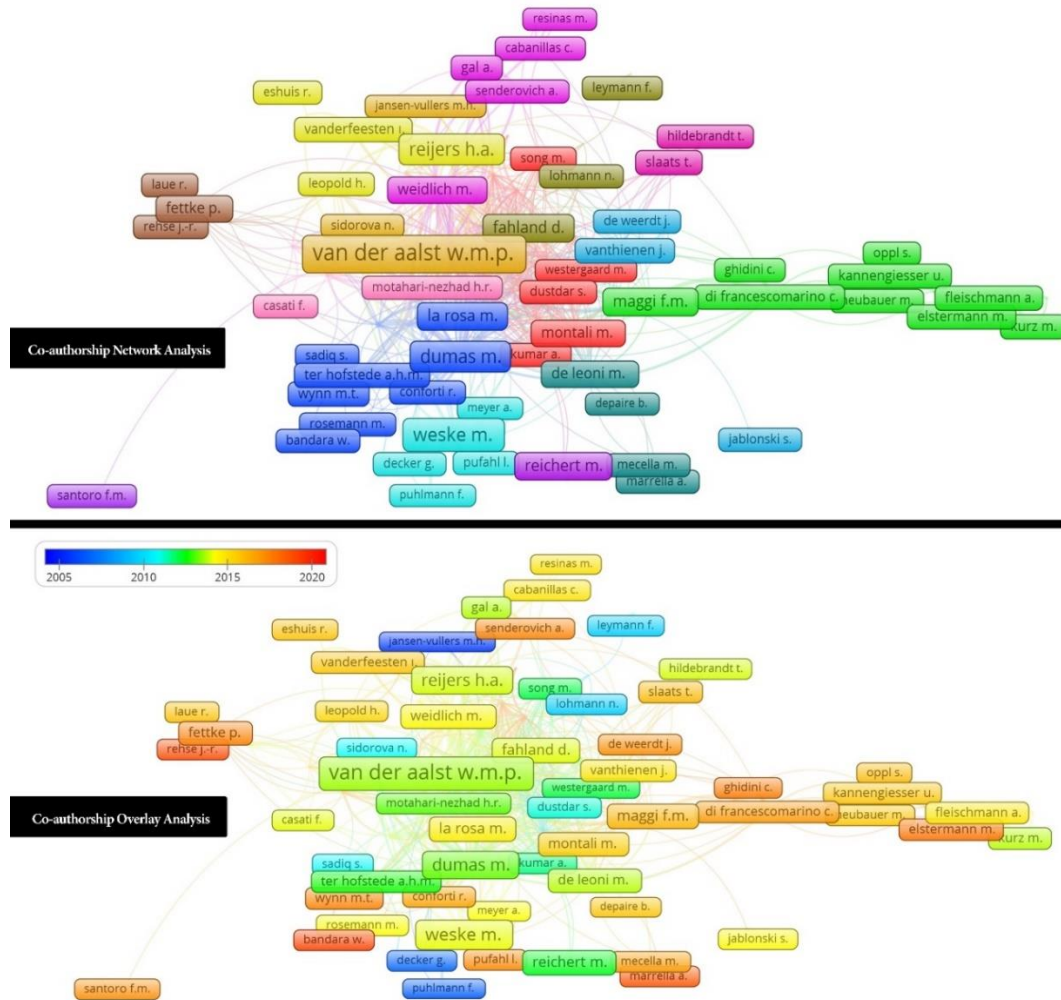 resinas m.
cabanillas c.
gal a.
senderovich a.
leymann f.
eshuis r.
jansen-vullers m.h.
vanderfeesten i.
hildebrandt t.
reijers h.a.
song m.
slaats t.
lohmann n.
laue r.
leopold h.
weidlich m.
fettke p.
rehse j.-r.
sidorova n.
fahland d.
de weerdt j.
van der aalst w.m.p.
vanthienen j.
oppl s.
westergaard m.
ghidini c.
kannengiesser u.
motahari-nezhad h.r.
dustdar s.
maggi f.m.
di francescomarino c.
neubauer m.
fleischmann a.
casati f.
la rosa m.
elstermann m.
kurz m.
montali m.
Co-authorship Network Analysis
sadiq s.
dumas m.
kumar a.
ter hofstede a.h.m.
de leoni m.
wynn m.t.
conforti r.
meyer a.
depaire b.
rosemann m.
bandara w.
weske m.
jablonski s.
decker g.
pufahl l.
reichert m.
mecella m.
marrella a.
puhlmann f.
santoro f.m.
2005
2010
2015
2020
resinas m.
cabanillas c.
gal a.
senderovich a.
leymann f.
eshuis r.
jansen-vullers m.h.
vanderfeesten i.
hildebrandt t.
reijers h.a.
song m.
slaats t.
lohmann n.
laue r.
leopold h.
weidlich m.
fettke p.
rehse j.-r.
sidorova n.
fahland d.
de weerdt j.
van der aalst w.m.p.
vanthienen j.
oppl s.
westergaard m.
ghidini c.
kannengiesser u.
motahari-nezhad h.r.
dustdar s.
maggi f.m.
di francescomarino c.
neubauer m.
fleischmann a.
casati f.
la rosa m.
elstermann m.
kurz m.
Co-authorship Overlay Analysis
montali m.
sadiq s.
dumas m.
kumar a.
ter hofstede a.h.m.
de leoni m.
wynn m.t.
conforti r.
meyer a.
depaire b.
rosemann m.
bandara w.
weske m.
jablonski s.
decker g.
pufahl l.
reichert m.
mecella m.
marrella a.
puhlmann f.
santoro f.m.